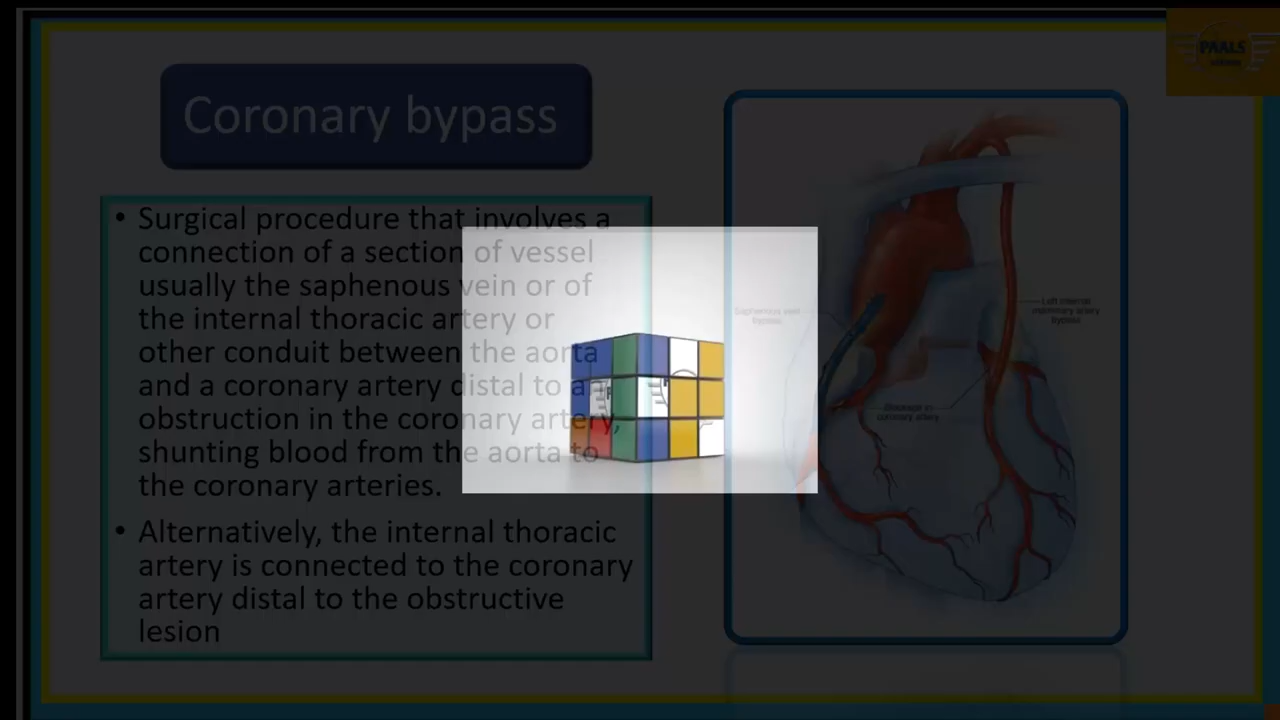 PAALS
Coronary bypass
• Surgical procedure that involves a
connection of a section of vessel
usually the saphenous vein or of
the internal thoracic artery or
other conduit between the aorta
and a coronary artery distal to an
obstruction in the coronary artery,
shunting blood from the aorta to
the coronary arteries.
• Alternatively, the internal thoracic
artery is connected to the coronary
artery distal to the obstructive
lesion
Saphenous vein
bypass
Left internal
mammary artery
bypass
Blockage in
coronary artery